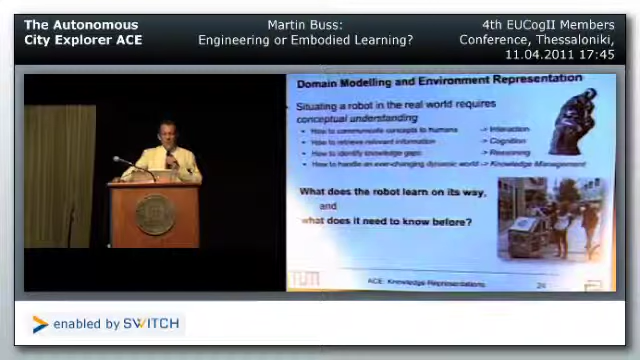 The Autonomous
City Explorer ACE
Martin Buss:
Engineering or Embodied Learning?
4th EUCogII Members
Conference, Thessaloniki,
11.04.2011 17:45
Domain Modelling and Environment Representation
Situating a robot in the real world requires
conceptual understanding
• How to communicate concepts to humans -> Interaction
• How to retrieve relevant information -> Cognition
• How to identify knowledge gaps -> Reasoning
• How to handle an ever-changing dynamic world -> Knowledge Management
What does the robot learn on its way,
and
what does it need to know before?
TUM
ACE: Knowledge Representations
24
enabled by SWITCH